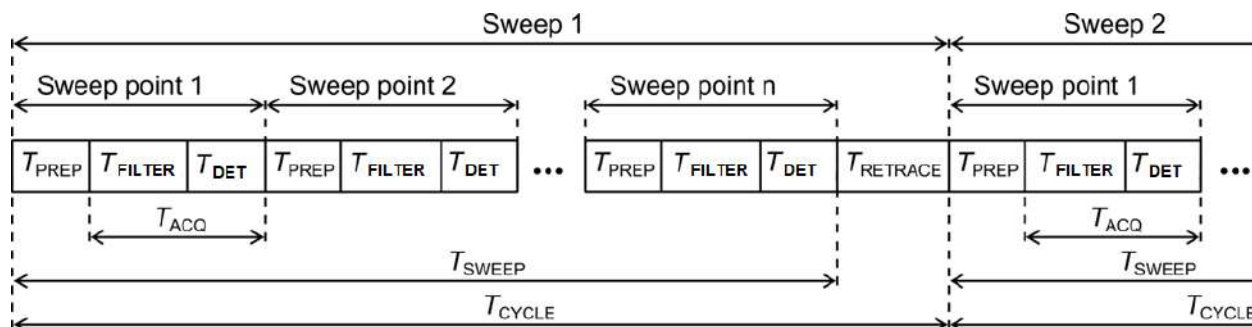 Sweep 1 Sweep 2
Sweep point 1 Sweep point 2 Sweep point n Sweep point 1
TPREP TFILTER TDET TPREP TFILTER TDET ••• TPREP TFILTER TDET TRETRACE TPREP TFILTER TDET •••
TACQ TACQ
TSWEEP TSWEEP
TCYCLE TCYCLE